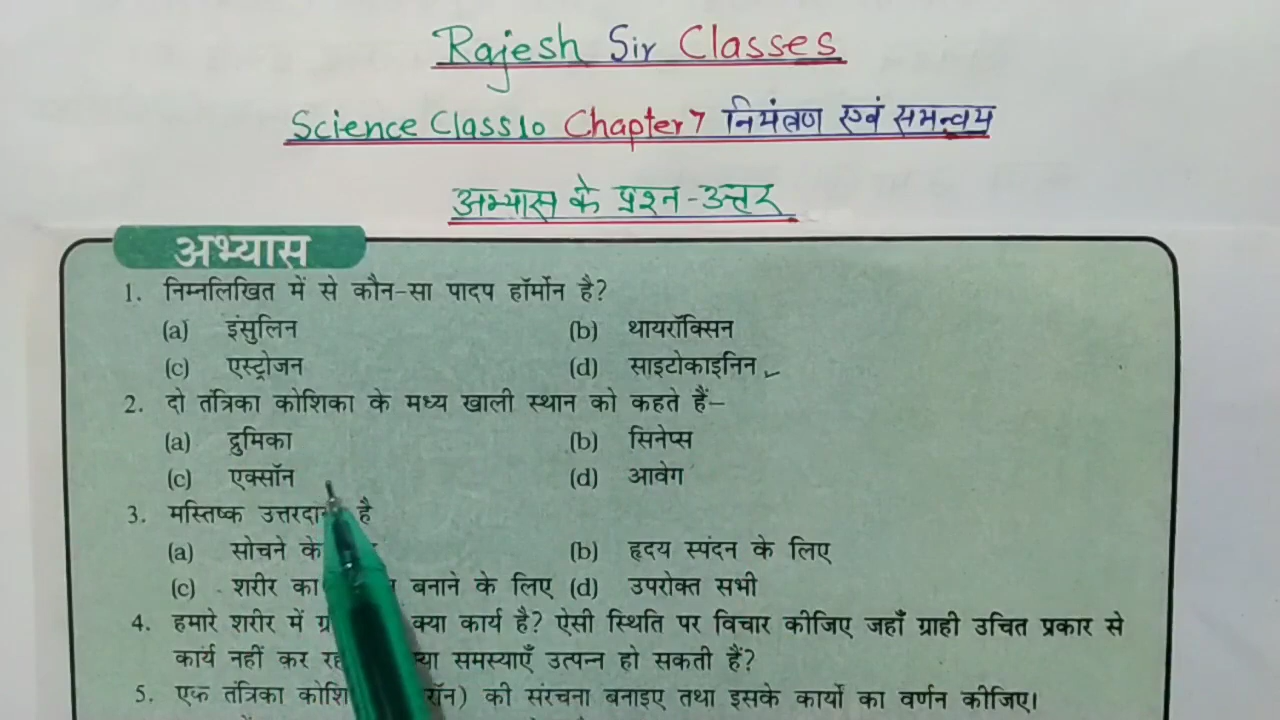 Rajesh Sir Classes
Science Class 10 Chapter 7 नियंत्रण एवं समन्वय
अभ्यास के प्रश्न-उत्तर
अभ्यास
1. निम्नलिखित में से कौन-सा पादप हॉर्मोन है?
(a) इंसुलिन (b) थायरॉक्सिन
(c) एस्ट्रोजन (d) साइटोकाइनिन
2. दो तंत्रिका कोशिका के मध्य खाली स्थान को कहते हैं–
(a) द्रुमिका (b) सिनेप्स
(c) एक्सॉन (d) आवेग
3. मस्तिष्क है
(a) सोचने के (b) हृदय स्पंदन के लिए
(c) शरीर का बनाने के लिए (d) उपरोक्त सभी
4. हमारे शरीर में क्या कार्य है? ऐसी स्थिति पर विचार कीजिए जहाँ ग्राही उचित प्रकार से
कार्य नहीं कर समस्याएँ उत्पन्न हो सकती हैं?
5. एक तंत्रिका की संरचना बनाइए तथा इसके कार्यों का वर्णन कीजिए।